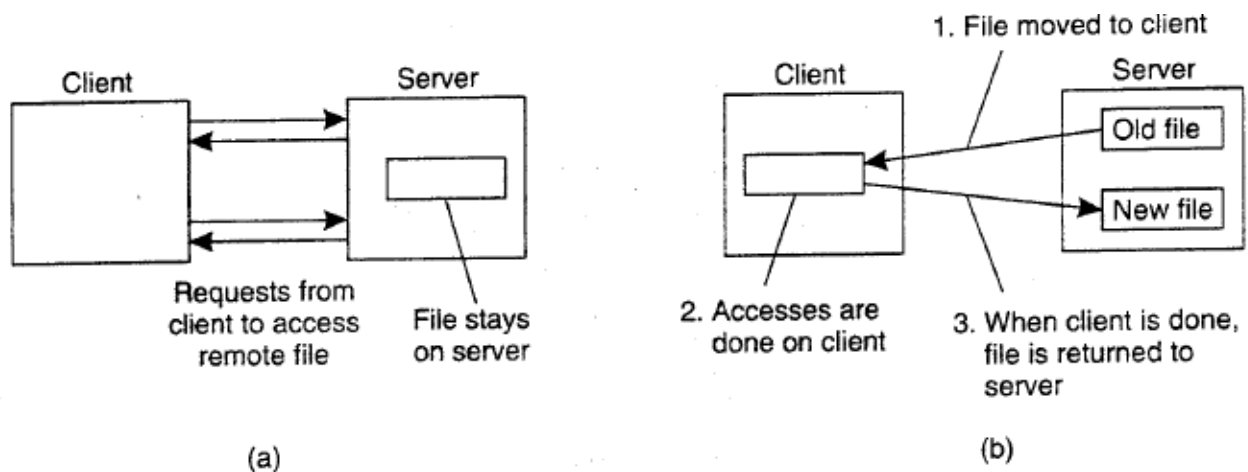 Client
Server
Requests from
client to access
remote file
File stays
on server
(a)
1. File moved to client
Client
Server
Old file
New file
2. Accesses are
done on client
3. When client is done,
file is returned to
server
(b)